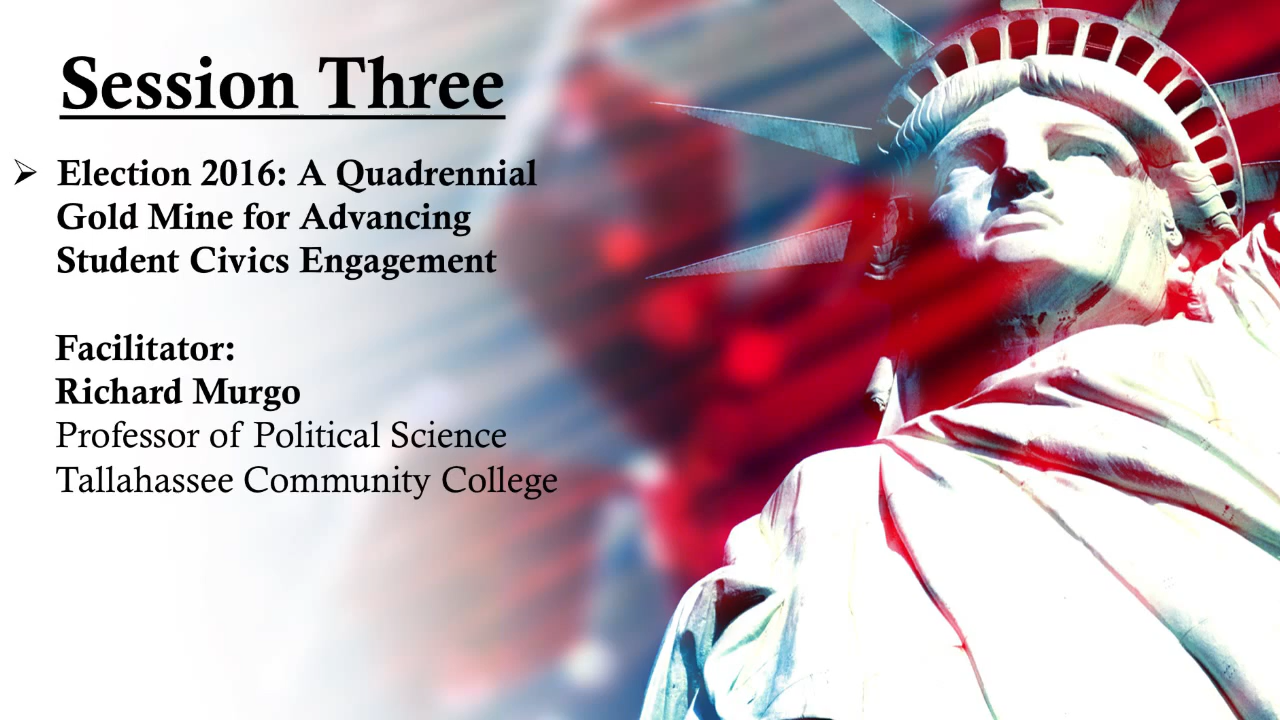 Session Three
➢ Election 2016: A Quadrennial
Gold Mine for Advancing
Student Civics Engagement
Facilitator:
Richard Murgo
Professor of Political Science
Tallahassee Community College